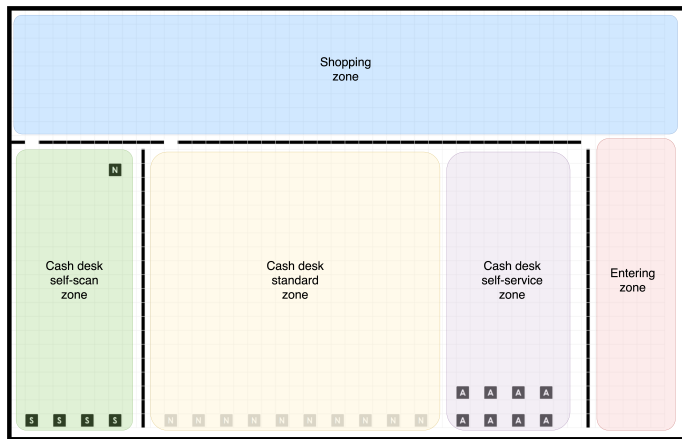 Shopping
zone
N
Cash desk
self-scan
zone
Cash desk
standard
zone
Cash desk
self-service
zone
Entering
zone
A A A A
S S S S N N N N N N N N N N A A A A